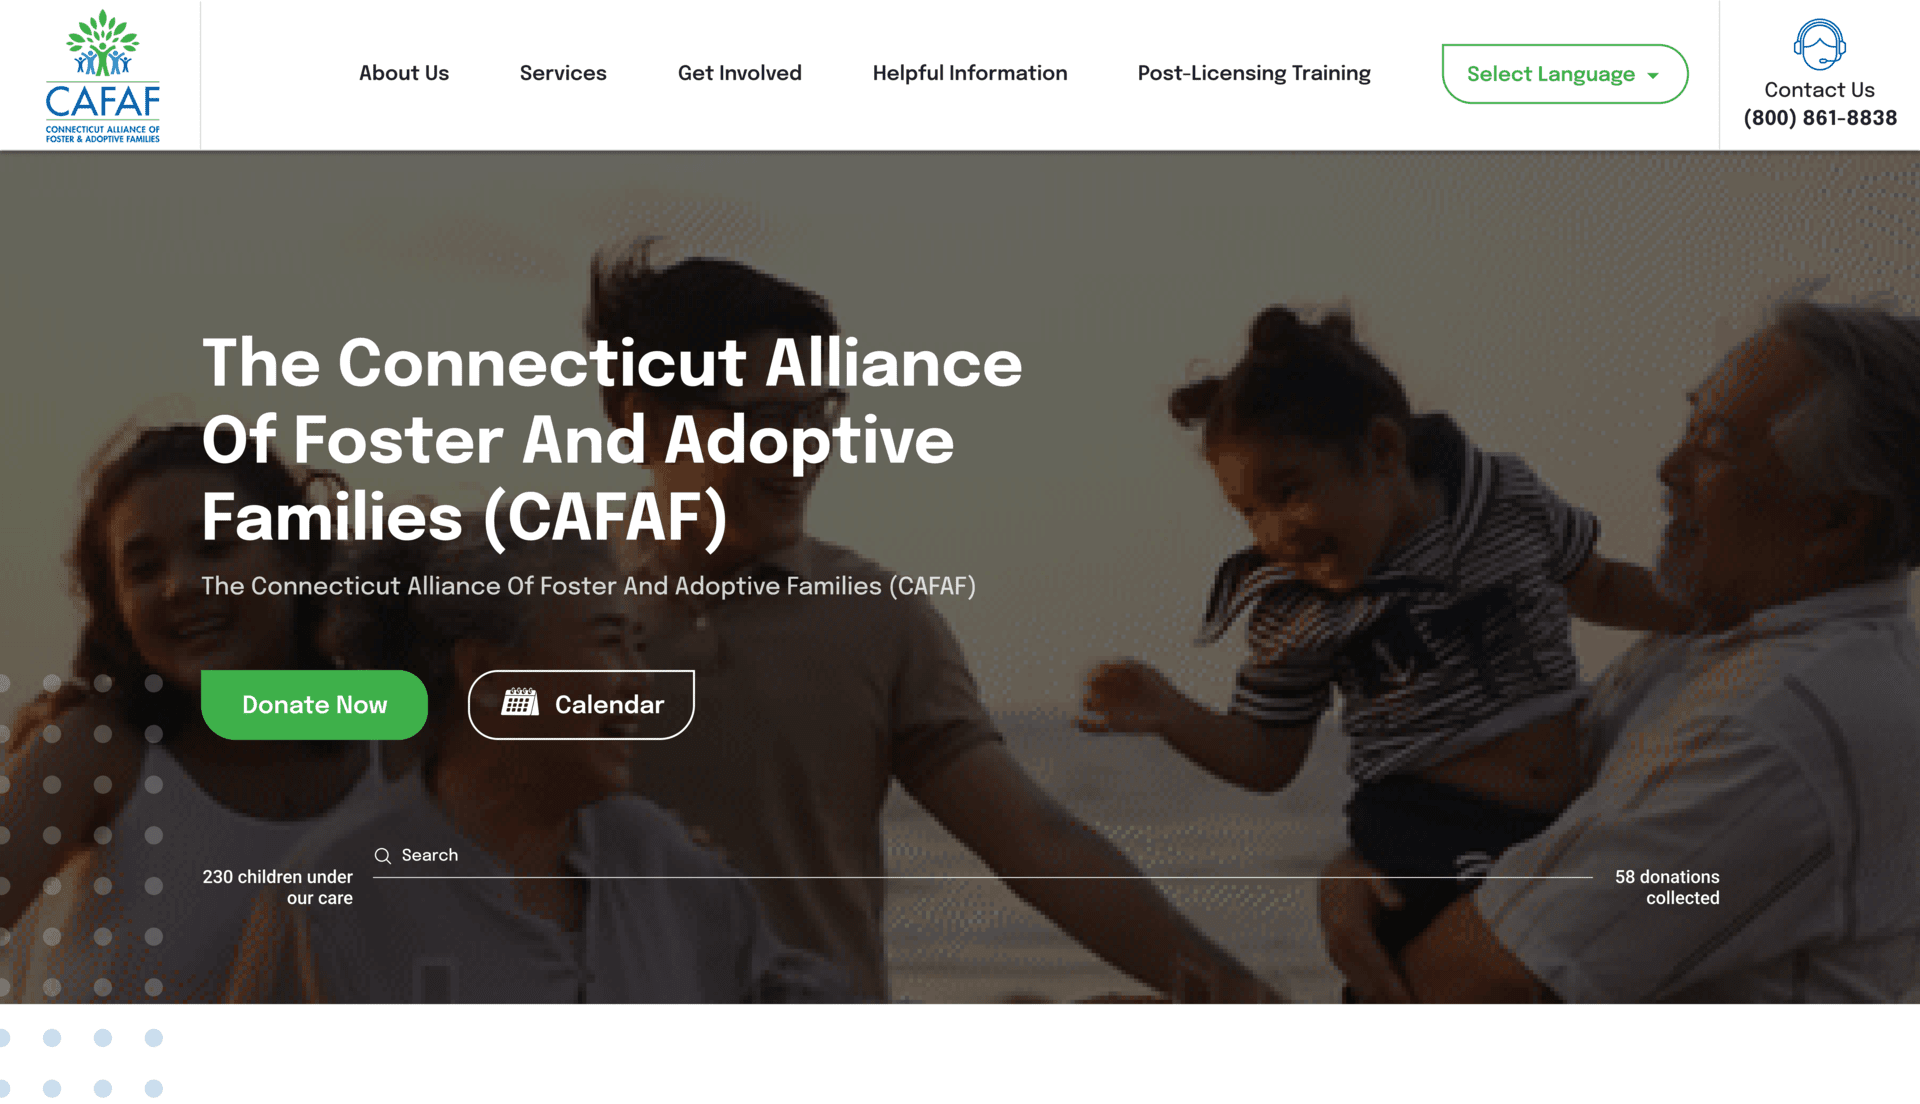 CAFAF
CONNECTICUT ALLIANCE OF
FOSTER & ADOPTIVE FAMILIES
About Us
Services
Get Involved
Helpful Information
Post-Licensing Training
Select Language
Contact Us
(800) 861-8838
The Connecticut Alliance
Of Foster And Adoptive
Families (CAFAF)
The Connecticut Alliance Of Foster And Adoptive Families (CAFAF)
Donate Now
Calendar
Search
230 children under
our care
58 donations
collected